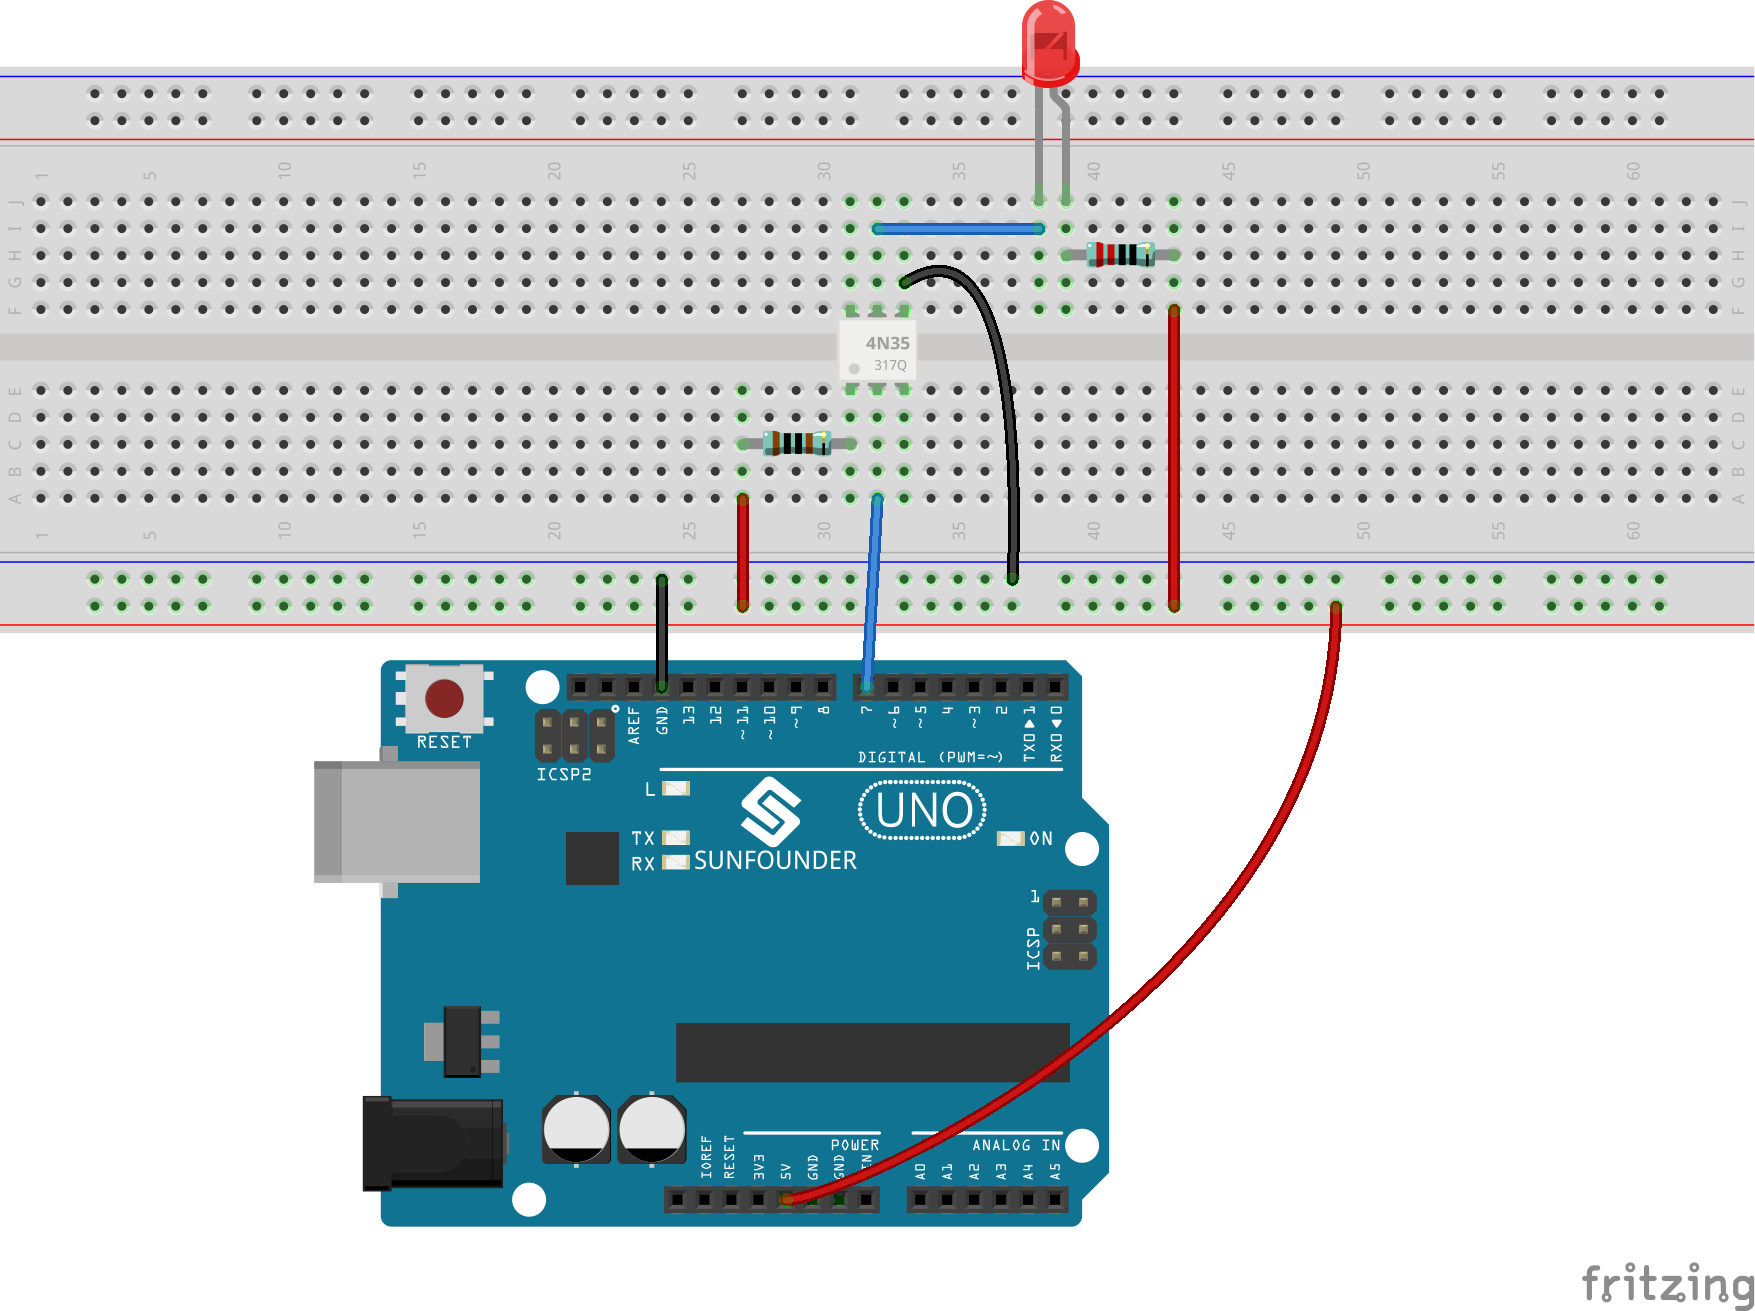 1 5 10 15 20 25 30 35 40 45 50 55 60
J J
I I
H H
G G
F F
4N35
317Q
E E
D D
C C
B B
A A
1 5 10 15 20 25 30 35 40 45 50 55 60
RESET
AREF GND 13 12 ~11 ~10 ~9 8 7 ~6 ~5 4 ~3 2 TX0▶1 RX0◀0
ICSP2
DIGITAL (PWM=~)
L
UNO
TX
ON
RX
SUNFOUNDER
1
ICSP
POWER
ANALOG IN
IOREF RESET 3V3 5V GND GND A0 A1 A2 A3 A4 A5
fritzing